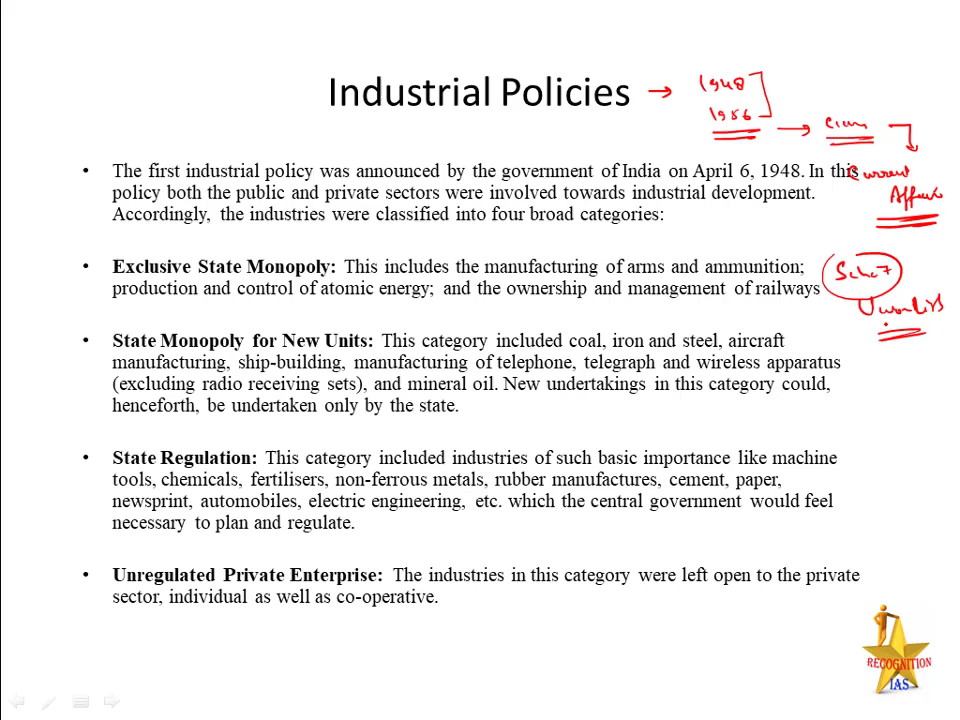 Industrial Policies → 1948
1956
Current
Affairs
• The first industrial policy was announced by the government of India on April 6, 1948. In this
policy both the public and private sectors were involved towards industrial development.
Accordingly, the industries were classified into four broad categories:
• Exclusive State Monopoly: This includes the manufacturing of arms and ammunition;
production and control of atomic energy; and the ownership and management of railways
• State Monopoly for New Units: This category included coal, iron and steel, aircraft
manufacturing, ship-building, manufacturing of telephone, telegraph and wireless apparatus
(excluding radio receiving sets), and mineral oil. New undertakings in this category could,
henceforth, be undertaken only by the state.
• State Regulation: This category included industries of such basic importance like machine
tools, chemicals, fertilisers, non-ferrous metals, rubber manufactures, cement, paper,
newsprint, automobiles, electric engineering, etc. which the central government would feel
necessary to plan and regulate.
• Unregulated Private Enterprise: The industries in this category were left open to the private
sector, individual as well as co-operative.
RECOGNITION
IAS